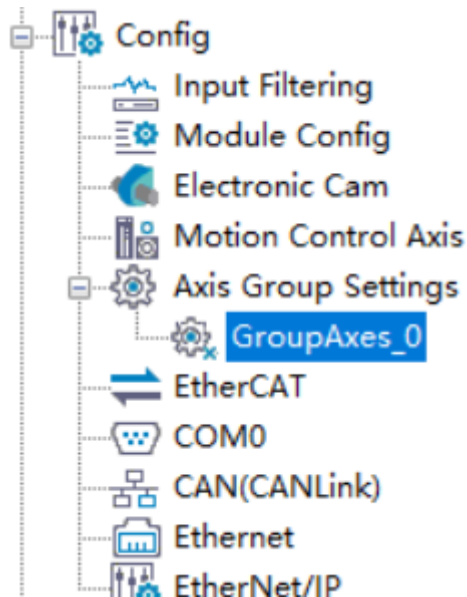 Config
Input Filtering
Module Config
Electronic Cam
Motion Control Axis
Axis Group Settings
GroupAxes_0
EtherCAT
COM0
CAN(CANLink)
Ethernet
EtherNet/IP